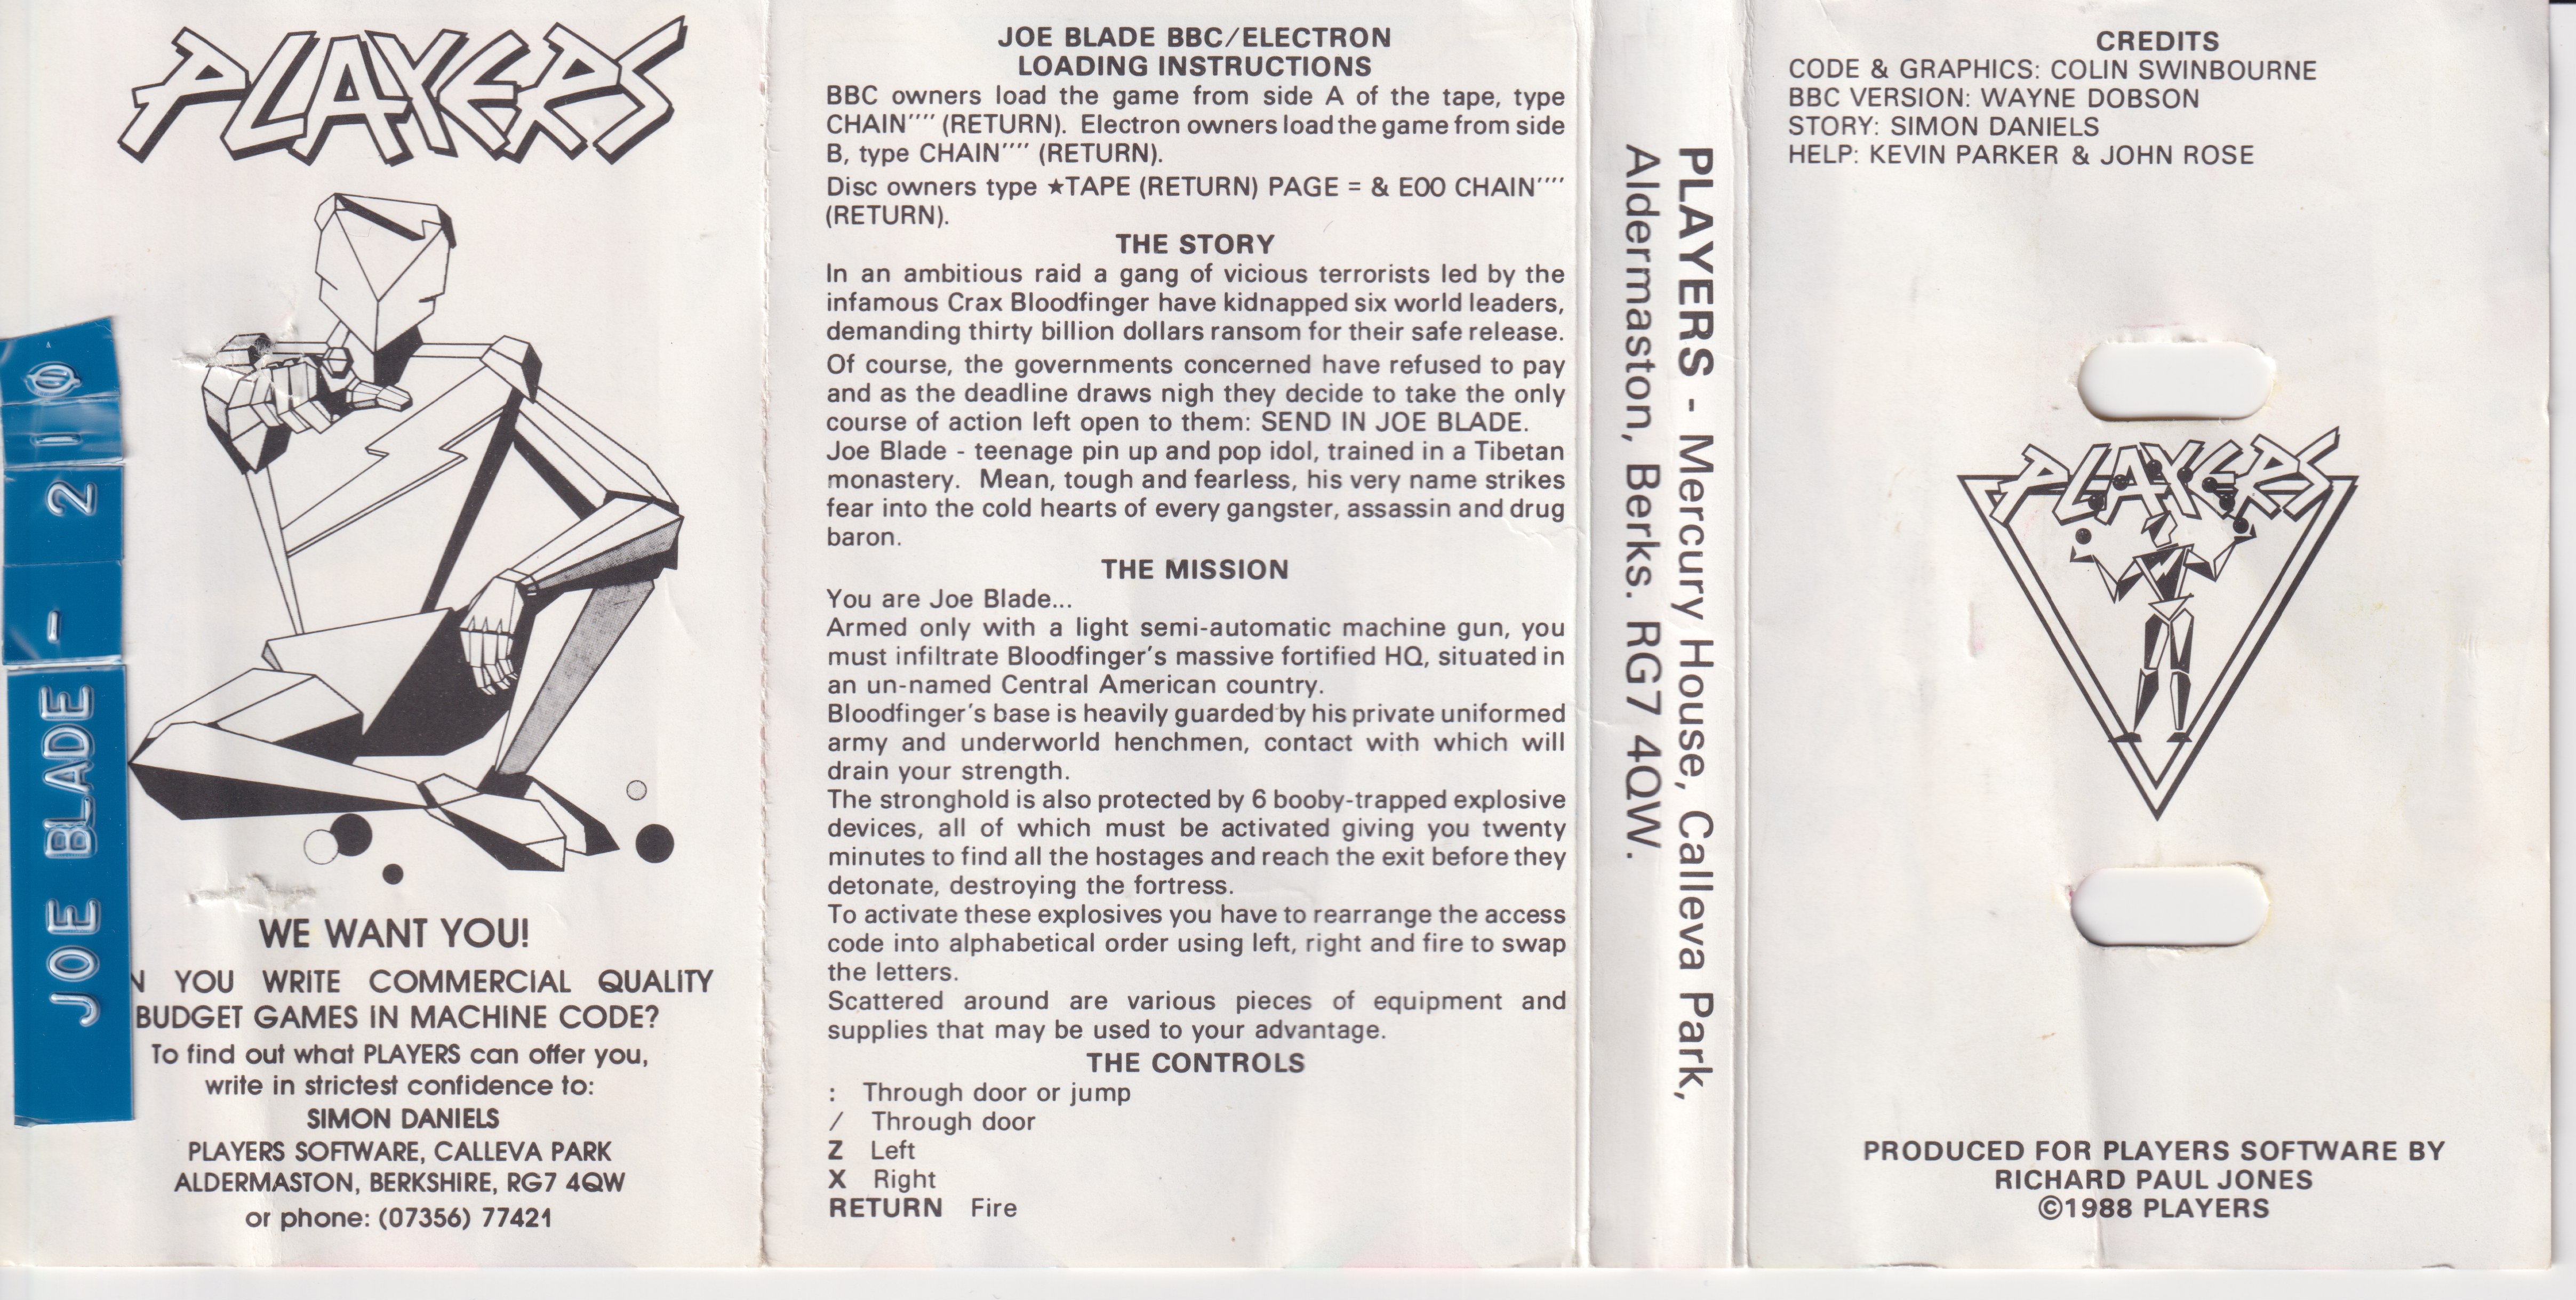 PLAYERS
JOE BLADE - 210
WE WANT YOU!
N YOU WRITE COMMERCIAL QUALITY
BUDGET GAMES IN MACHINE CODE?
To find out what PLAYERS can offer you,
write in strictest confidence to:
SIMON DANIELS
PLAYERS SOFTWARE, CALLEVA PARK
ALDERMASTON, BERKSHIRE, RG7 4QW
or phone: (07356) 77421
JOE BLADE BBC/ELECTRON
LOADING INSTRUCTIONS
BBC owners load the game from side A of the tape, type
CHAIN'''' (RETURN). Electron owners load the game from side
B, type CHAIN'''' (RETURN).
Disc owners type ★TAPE (RETURN) PAGE = & E00 CHAIN''''
(RETURN).
THE STORY
In an ambitious raid a gang of vicious terrorists led by the
infamous Crax Bloodfinger have kidnapped six world leaders,
demanding thirty billion dollars ransom for their safe release.
Of course, the governments concerned have refused to pay
and as the deadline draws nigh they decide to take the only
course of action left open to them: SEND IN JOE BLADE.
Joe Blade - teenage pin up and pop idol, trained in a Tibetan
monastery. Mean, tough and fearless, his very name strikes
fear into the cold hearts of every gangster, assassin and drug
baron.
THE MISSION
You are Joe Blade...
Armed only with a light semi-automatic machine gun, you
must infiltrate Bloodfinger's massive fortified HQ, situated in
an un-named Central American country.
Bloodfinger's base is heavily guarded by his private uniformed
army and underworld henchmen, contact with which will
drain your strength.
The stronghold is also protected by 6 booby-trapped explosive
devices, all of which must be activated giving you twenty
minutes to find all the hostages and reach the exit before they
detonate, destroying the fortress.
To activate these explosives you have to rearrange the access
code into alphabetical order using left, right and fire to swap
the letters.
Scattered around are various pieces of equipment and
supplies that may be used to your advantage.
THE CONTROLS
: Through door or jump
/ Through door
Z Left
X Right
RETURN Fire
PLAYERS - Mercury House, Calleva Park,
Aldermaston, Berks. RG7 4QW.
CREDITS
CODE & GRAPHICS: COLIN SWINBOURNE
BBC VERSION: WAYNE DOBSON
STORY: SIMON DANIELS
HELP: KEVIN PARKER & JOHN ROSE
PLAYERS
PRODUCED FOR PLAYERS SOFTWARE BY
RICHARD PAUL JONES
©1988 PLAYERS